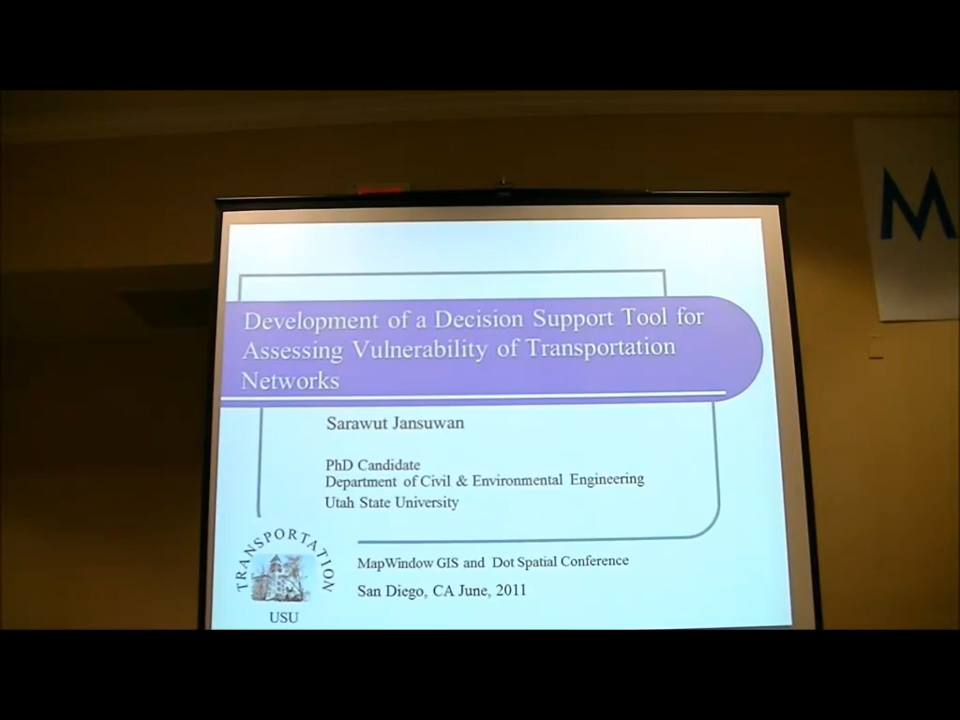 M
Development of a Decision Support Tool for
Assessing Vulnerability of Transportation
Networks
Sarawut Jansuwan
PhD Candidate
Department of Civil & Environmental Engineering
Utah State University
TRANSPORTATION
USU
MapWindow GIS and Dot Spatial Conference
San Diego, CA June, 2011